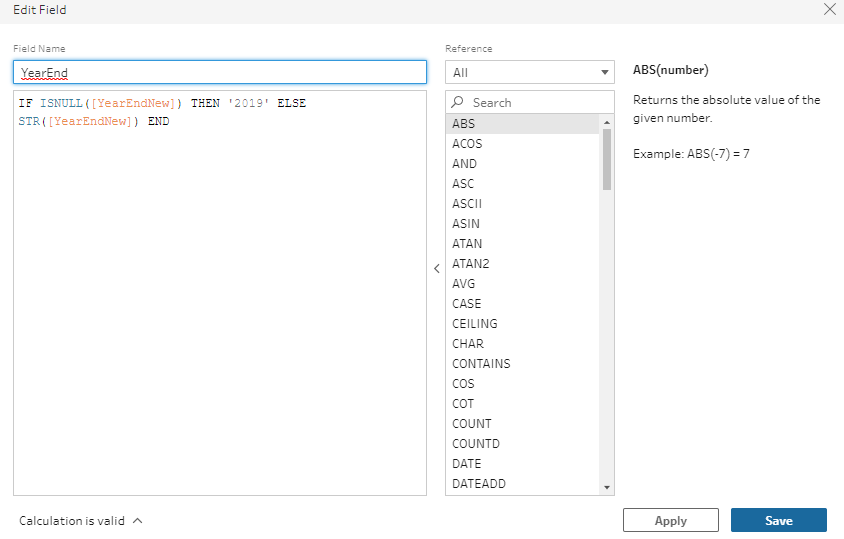 Edit Field
Field Name
YearEnd
IF ISNULL([YearEndNew]) THEN '2019' ELSE
STR([YearEndNew]) END
Reference
All
Search
ABS
ACOS
AND
ASC
ASCII
ASIN
ATAN
ATAN2
AVG
CASE
CEILING
CHAR
CONTAINS
COS
COT
COUNT
COUNTD
DATE
DATEADD
ABS(number)
Returns the absolute value of the
given number.
Example: ABS(-7) = 7
Calculation is valid
Apply
Save